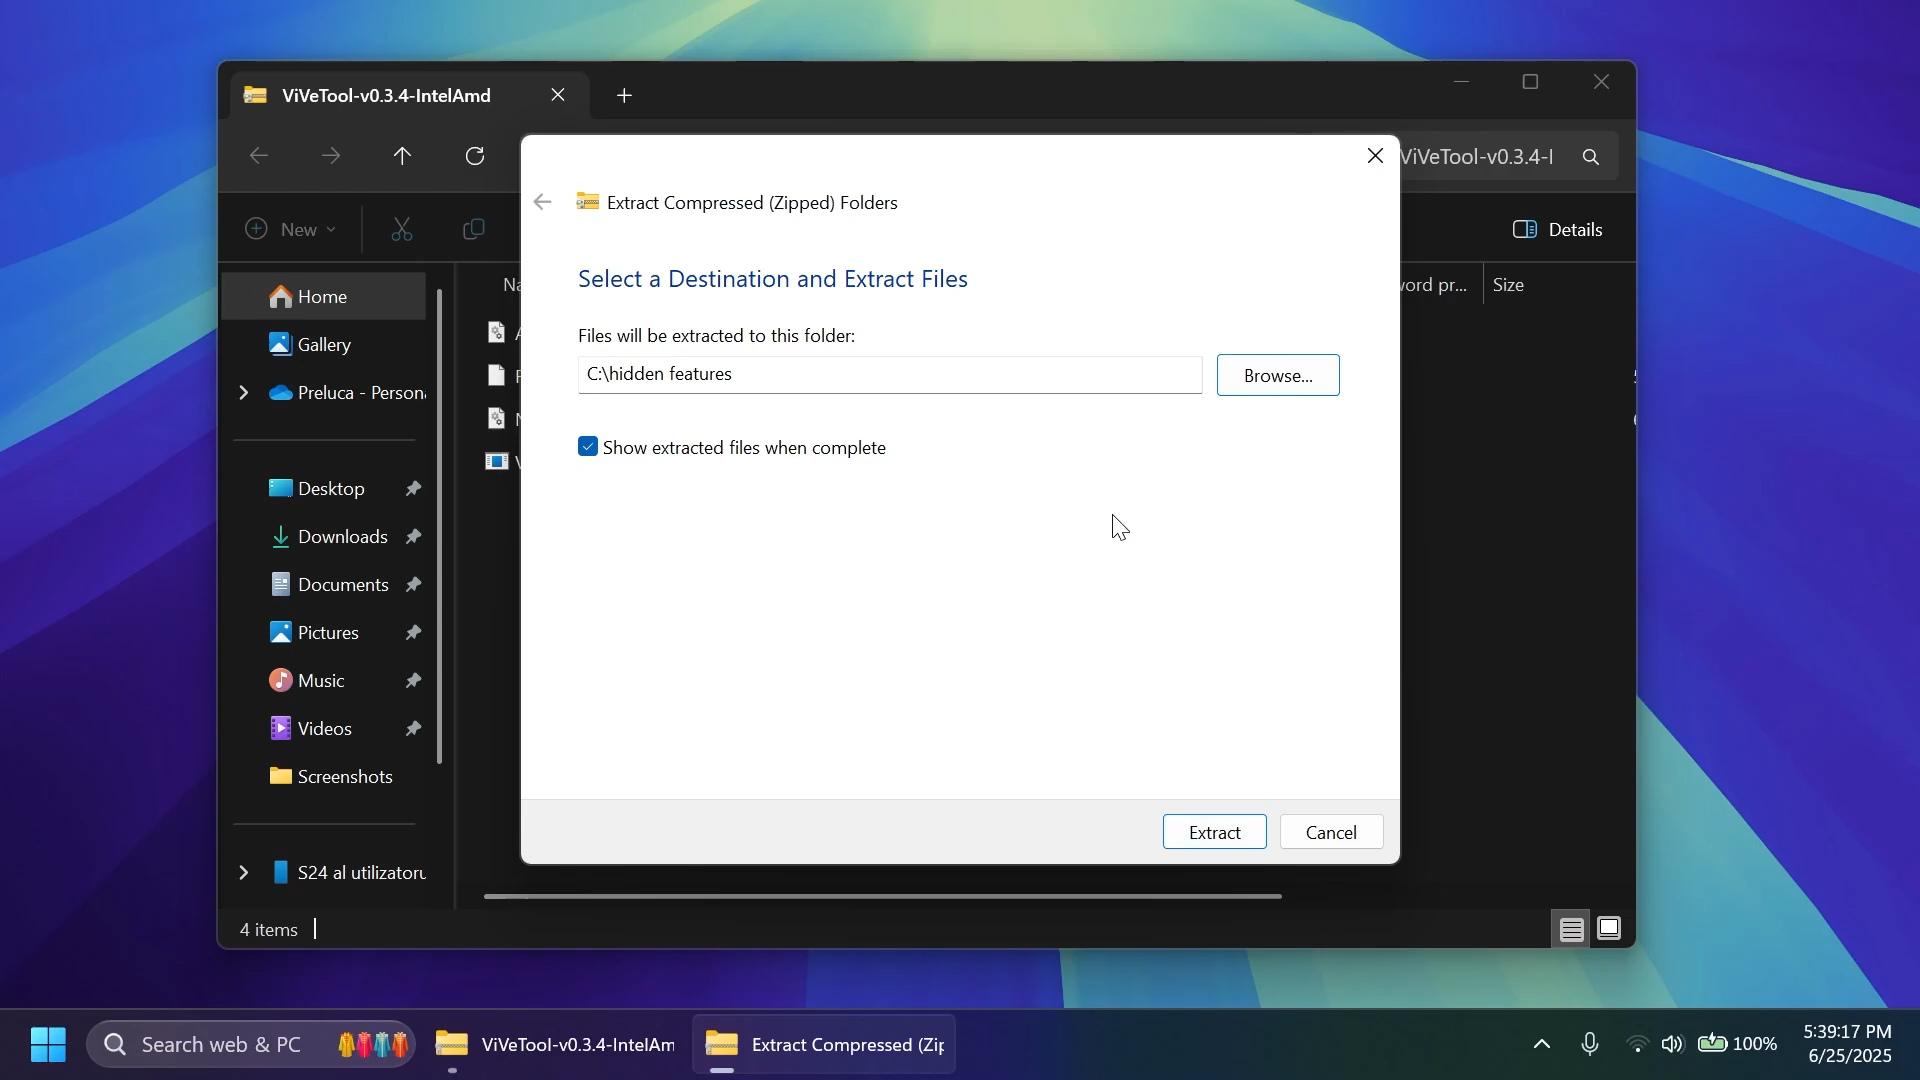 ViVeTool-v0.3.4-IntelAmd
ViVeTool-v0.3.4-I
Extract Compressed (Zipped) Folders
New
Details
Select a Destination and Extract Files
Size
Home
Files will be extracted to this folder:
Gallery
C:\hidden features
Browse...
Preluca - Person
Show extracted files when complete
Desktop
Downloads
Documents
Pictures
Music
Videos
Screenshots
Extract
Cancel
S24 al utilizatoru
4 items
Search web & PC
ViVeTool-v0.3.4-IntelAm
Extract Compressed (Zip
100%
5:39:17 PM
6/25/2025